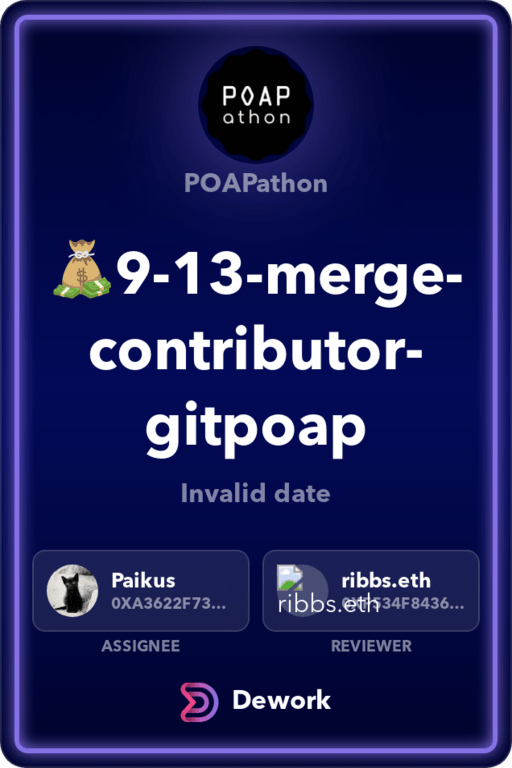 POAP
athon
POAPathon
💰9-13-merge-
contributor-
gitpoap
Invalid date
Paikus
0XA3622F73...
ribbs.eth
ribbs.eth
534F8436...
ASSIGNEE
REVIEWER
Dework